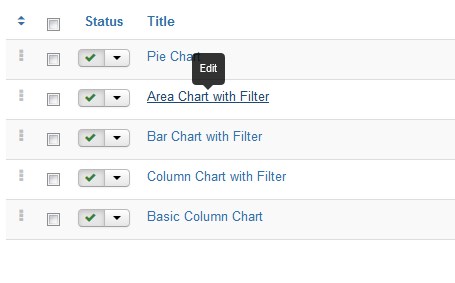 Status Title
Pie Chart
Edit
Area Chart with Filter
Bar Chart with Filter
Column Chart with Filter
Basic Column Chart